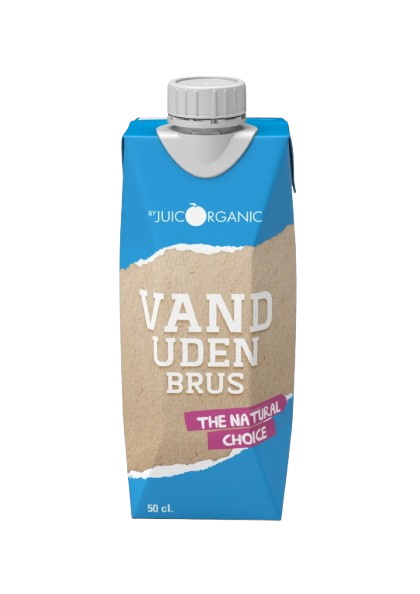 BY JUICORGANIC
VAND
UDEN
BRUS
THE NATURAL
CHOICE
50 cl.